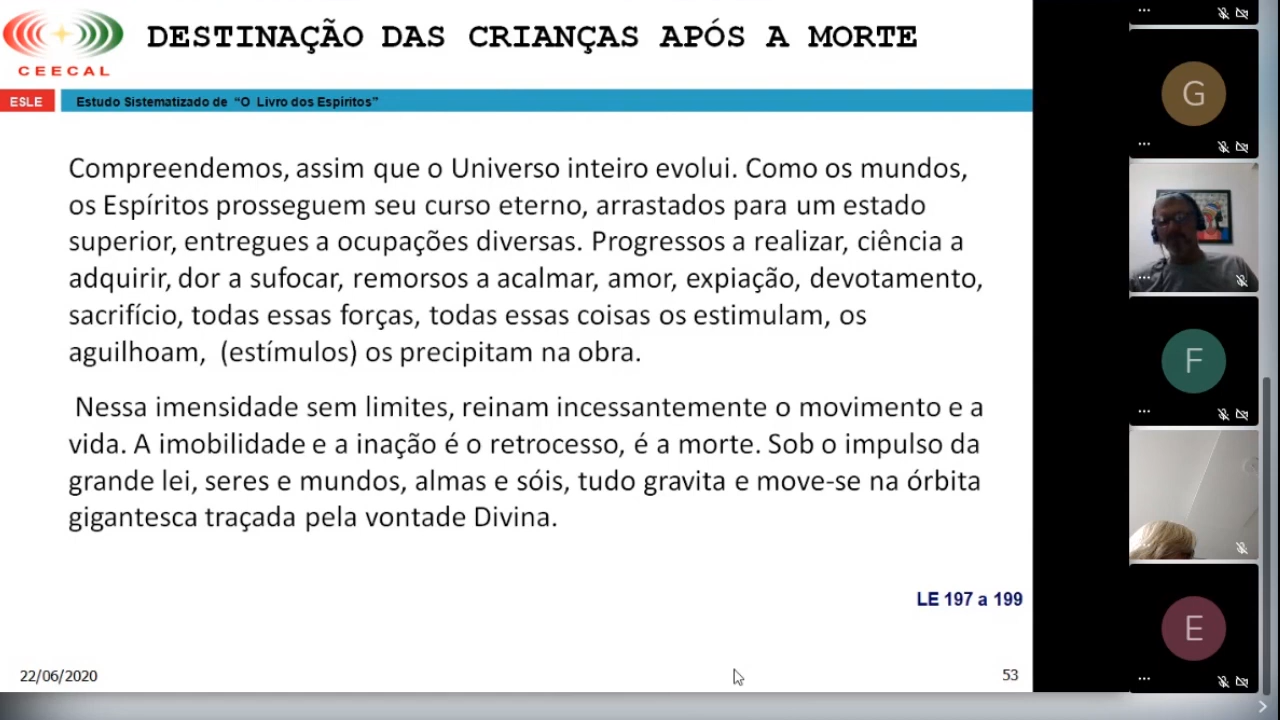 DESTINAÇÃO DAS CRIANÇAS APÓS A MORTE
CEECAL
ESLE
Estudo Sistematizado de “O Livro dos Espíritos”
Compreendemos, assim que o Universo inteiro evolui. Como os mundos,
os Espíritos prosseguem seu curso eterno, arrastados para um estado
superior, entregues a ocupações diversas. Progressos a realizar, ciência a
adquirir, dor a sufocar, remorsos a acalmar, amor, expiação, devotamento,
sacrifício, todas essas forças, todas essas coisas os estimulam, os
aguilhoam, (estímulos) os precipitam na obra.
Nessa imensidade sem limites, reinam incessantemente o movimento e a
vida. A imobilidade e a inação é o retrocesso, é a morte. Sob o impulso da
grande lei, seres e mundos, almas e sóis, tudo gravita e move-se na órbita
gigantesca traçada pela vontade Divina.
LE 197 a 199
22/06/2020
53
G
F
E